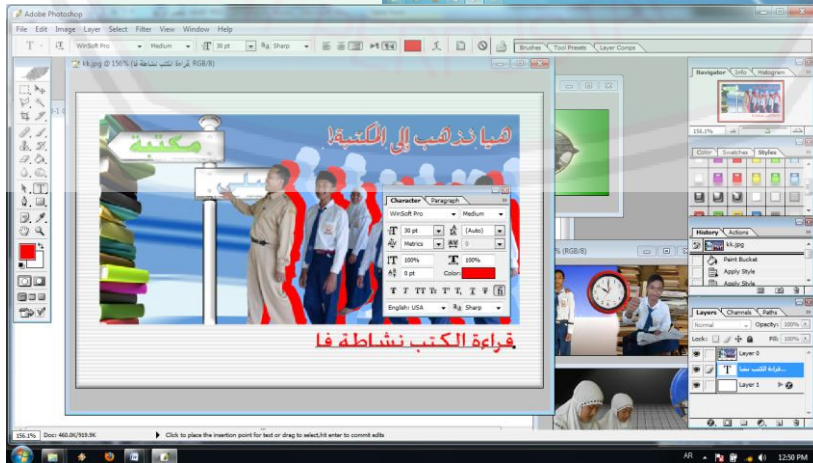 Adobe Photoshop
File Edit Image Layer Select Filter View Window Help
WinSoft Pro Medium 30 pt Sharp Brushes Tool Presets Layer Comps
kk.jpg @ 156% (قراءة الكتب نشاطة فا, RGB/8)
Navigator Info Histogram
هيا نذهب إلى المكتبة!
مكتبة
156.1%
Color Swatches Styles
Character Paragraph
WinSoft Pro Medium
30 pt (Auto)
Metrics 0
100% 100%
0 pt Color:
T T TT Tr T' T, T T fi
English: USA Sharp
History Actions
kk.jpg
Paint Bucket
Apply Style
Apply Style
% (RGB/8)
Layers Channels Paths
Normal Opacity: 100%
Lock: Fill: 100%
Layer 0
قراءة الكتب نشا...
Layer 1
قراءة الكتب نشاطة فا
156.1% Doc: 460.0K/919.9K Click to place the insertion point for text or drag to select,hit enter to commit edits
AR 12:50 PM